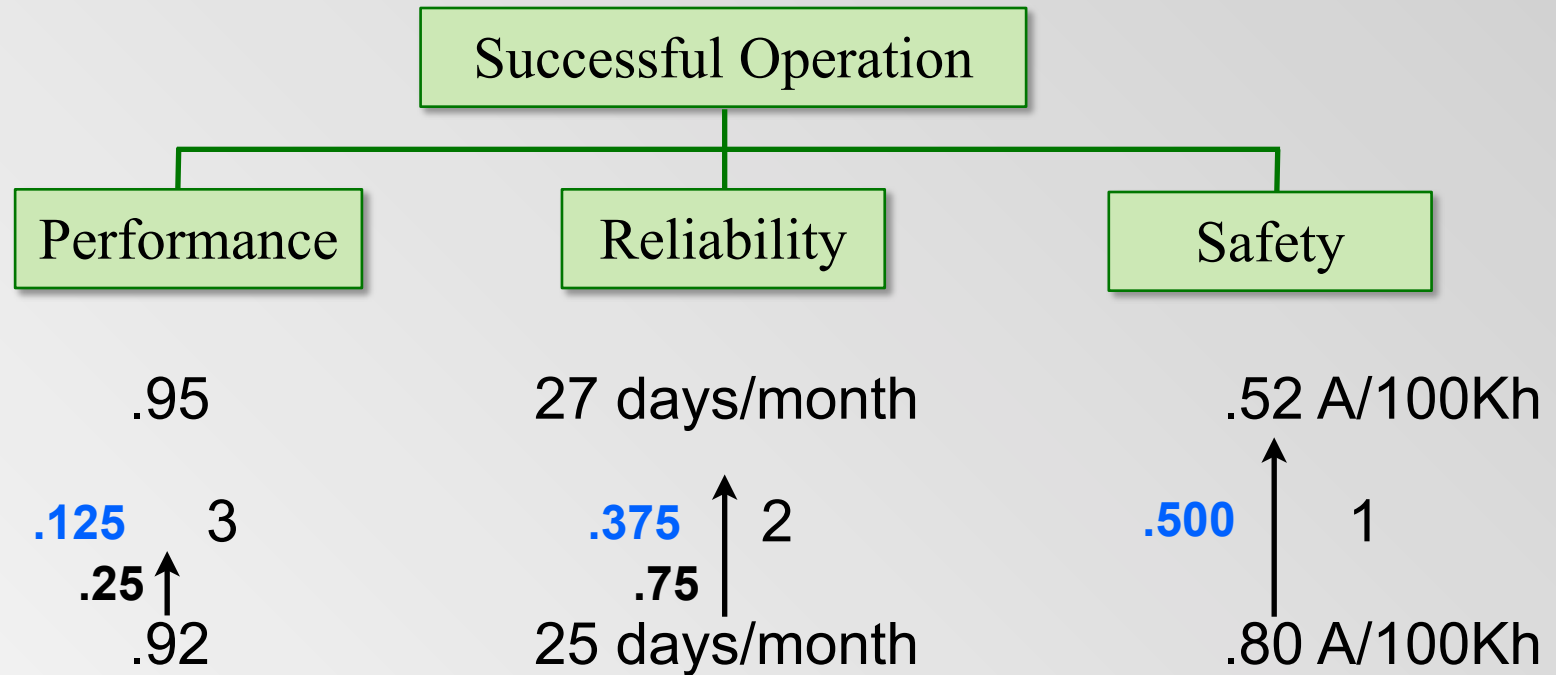 Successful Operation
Performance
Reliability
Safety
.95
27 days/month
.52 A/100Kh
.125
3
.375
2
.500
1
.25
.75
.92
25 days/month
.80 A/100Kh